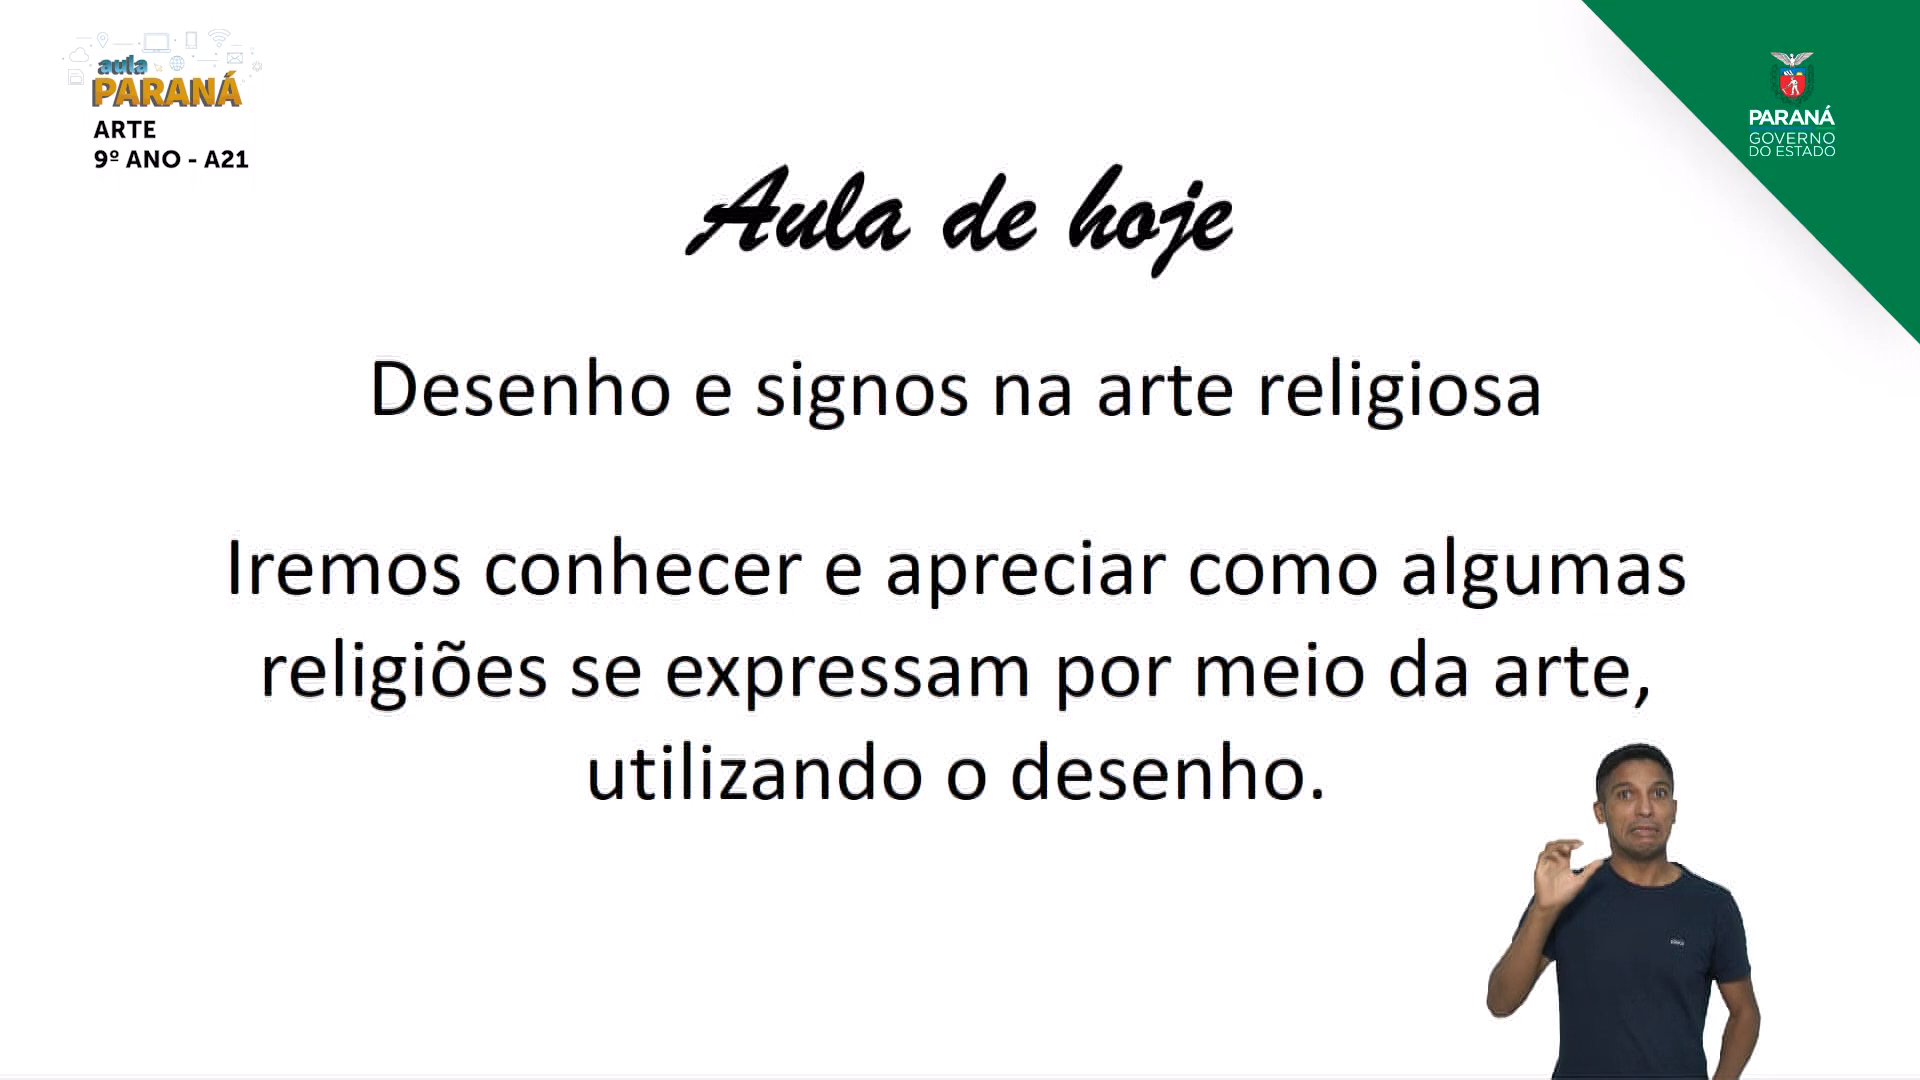 aula
PARANÁ
ARTE
9º ANO - A21
PARANÁ
GOVERNO
DO ESTADO
Aula de hoje
Desenho e signos na arte religiosa
Iremos conhecer e apreciar como algumas
religiões se expressam por meio da arte,
utilizando o desenho.